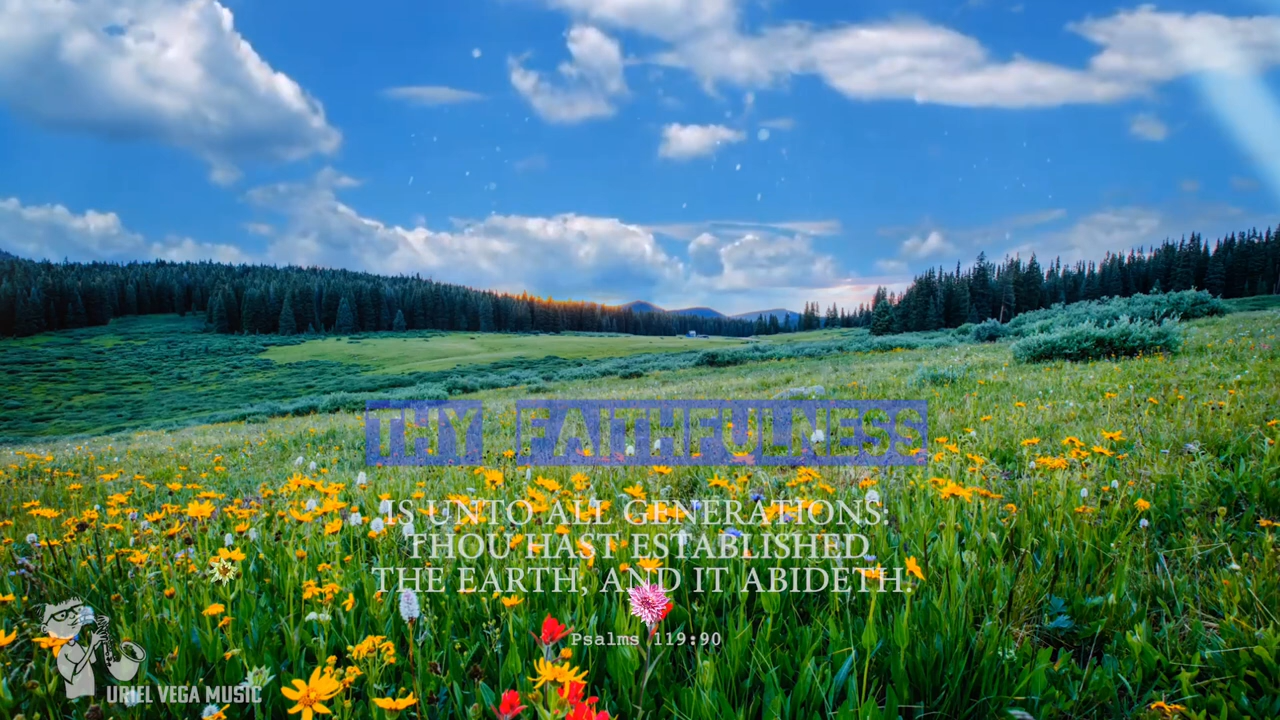 THY FAITHFULNESS
IS UNTO ALL GENERATIONS:
THOU HAST ESTABLISHED
THE EARTH, AND IT ABIDETH.
Psalms 119:90
URIEL VEGA MUSIC